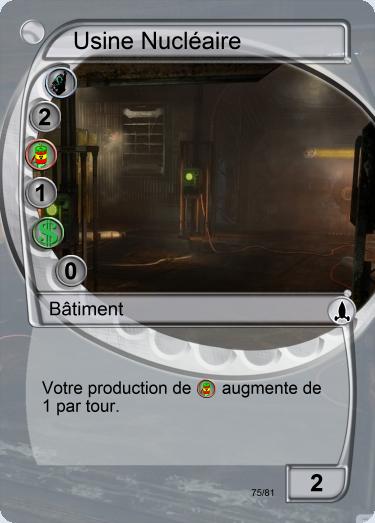 Usine Nucléaire
2
1
$
0
Bâtiment
Votre production de augmente de
1 par tour.
75/81
2